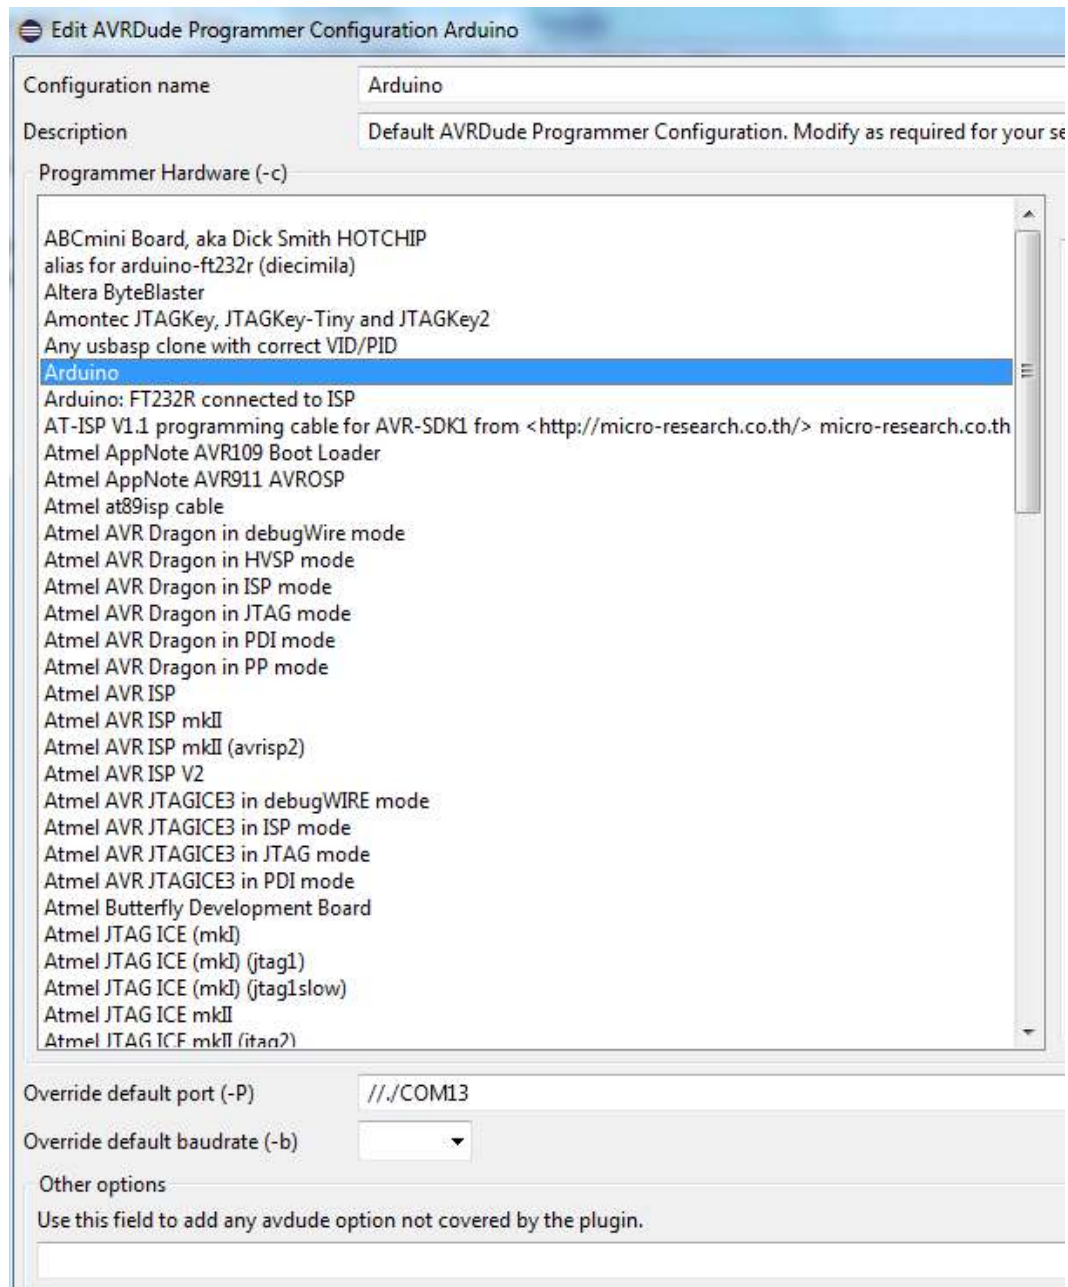 Edit AVRDude Programmer Configuration Arduino
Configuration name Arduino
Description Default AVRDude Programmer Configuration. Modify as required for your se
Programmer Hardware (-c)
ABCmini Board, aka Dick Smith HOTCHIP
alias for arduino-ft232r (diecimila)
Altera ByteBlaster
Amontec JTAGKey, JTAGKey-Tiny and JTAGKey2
Any usbasp clone with correct VID/PID
Arduino
Arduino: FT232R connected to ISP
AT-ISP V1.1 programming cable for AVR-SDK1 from <http://micro-research.co.th/> micro-research.co.th
Atmel AppNote AVR109 Boot Loader
Atmel AppNote AVR911 AVROSP
Atmel at89isp cable
Atmel AVR Dragon in debugWire mode
Atmel AVR Dragon in HVSP mode
Atmel AVR Dragon in ISP mode
Atmel AVR Dragon in JTAG mode
Atmel AVR Dragon in PDI mode
Atmel AVR Dragon in PP mode
Atmel AVR ISP
Atmel AVR ISP mkII
Atmel AVR ISP mkII (avrisp2)
Atmel AVR ISP V2
Atmel AVR JTAGICE3 in debugWIRE mode
Atmel AVR JTAGICE3 in ISP mode
Atmel AVR JTAGICE3 in JTAG mode
Atmel AVR JTAGICE3 in PDI mode
Atmel Butterfly Development Board
Atmel JTAG ICE (mkI)
Atmel JTAG ICE (mkI) (jtag1)
Atmel JTAG ICE (mkI) (jtag1slow)
Atmel JTAG ICE mkII
Atmel JTAG ICE mkII (jtag2)
Override default port (-P) //./COM13
Override default baudrate (-b)
Other options
Use this field to add any avdude option not covered by the plugin.